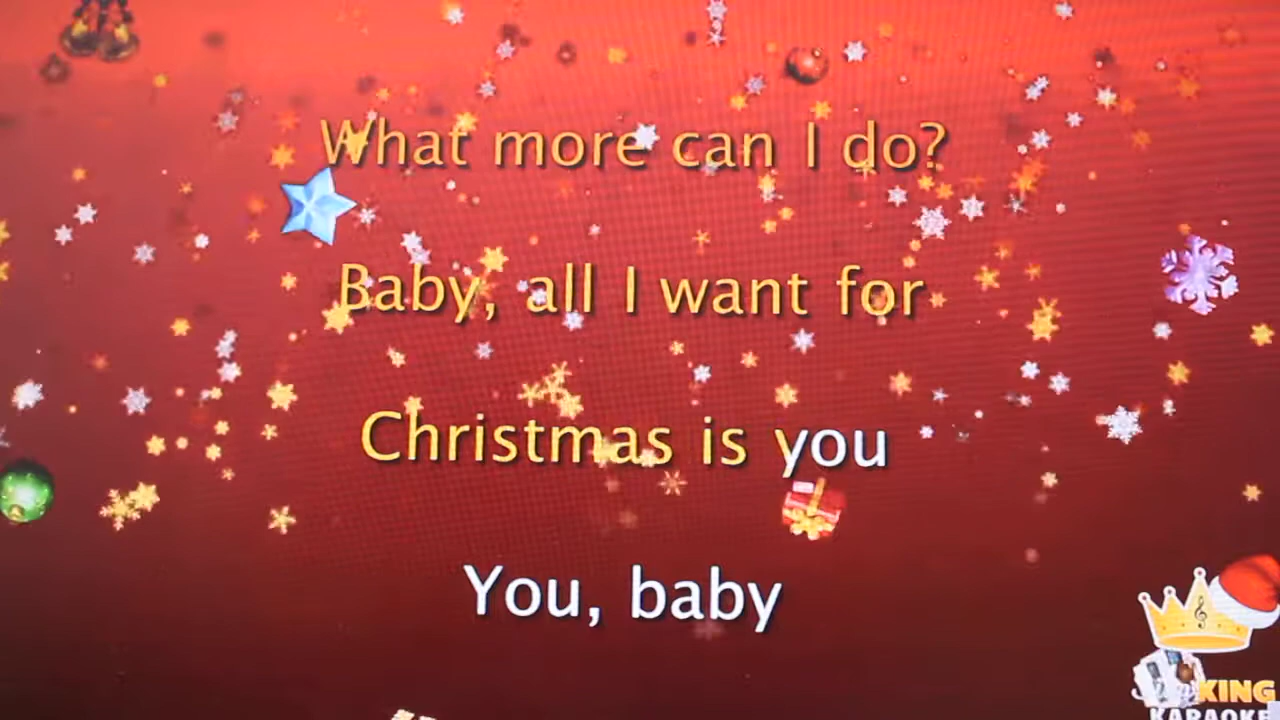 What more can I do?
Baby, all I want for
Christmas is you
You, baby
KING
KARAOKE